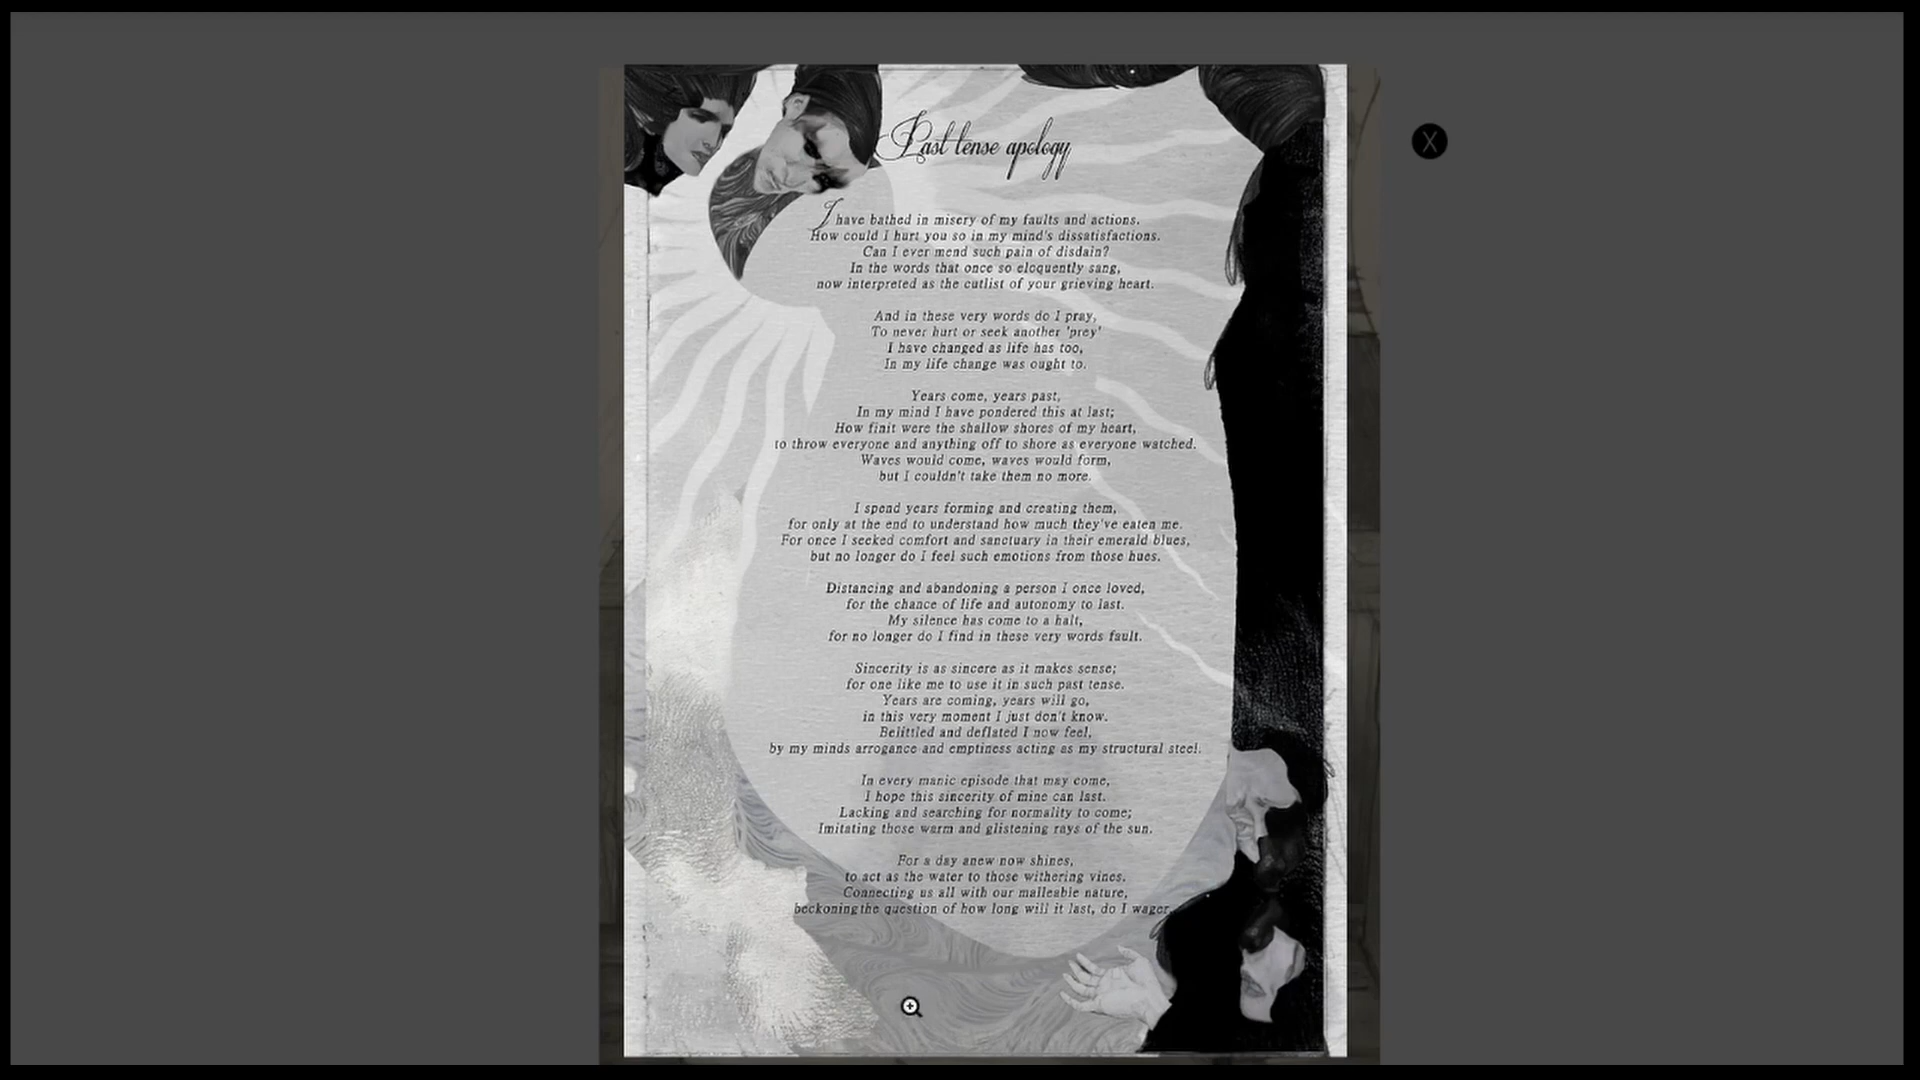 Past tense apology
I have bathed in misery of my faults and actions.
How could I hurt you so in my mind's dissatisfactions.
Can I ever mend such pain of disdain?
In the words that once so eloquently sang,
now interpreted as the cutlist of your grieving heart.
And in these very words do I pray,
To never hurt or seek another 'prey'
I have changed as life has too,
In my life change was ought to.
Years come, years past,
In my mind I have pondered this at last;
How finit were the shallow shores of my heart,
to throw everyone and anything off to shore as everyone watched.
Waves would come, waves would form,
but I couldn't take them no more.
I spend years forming and creating them,
for only at the end to understand how much they've eaten me.
For once I seeked comfort and sanctuary in their emerald blues,
but no longer do I feel such emotions from those hues.
Distancing and abandoning a person I once loved,
for the chance of life and autonomy to last.
My silence has come to a halt,
for no longer do I find in these very words fault.
Sincerity is as sincere as it makes sense;
for one like me to use it in such past tense.
Years are coming, years will go,
in this very moment I just don't know.
Belittled and deflated I now feel,
by my minds arrogance and emptiness acting as my structural steel.
In every manic episode that may come,
I hope this sincerity of mine can last.
Lacking and searching for normality to come;
Imitating those warm and glistening rays of the sun.
For a day anew now shines,
to act as the water to those withering vines.
Connecting us all with our malleable nature,
beckoning the question of how long will it last, do I wager.
X